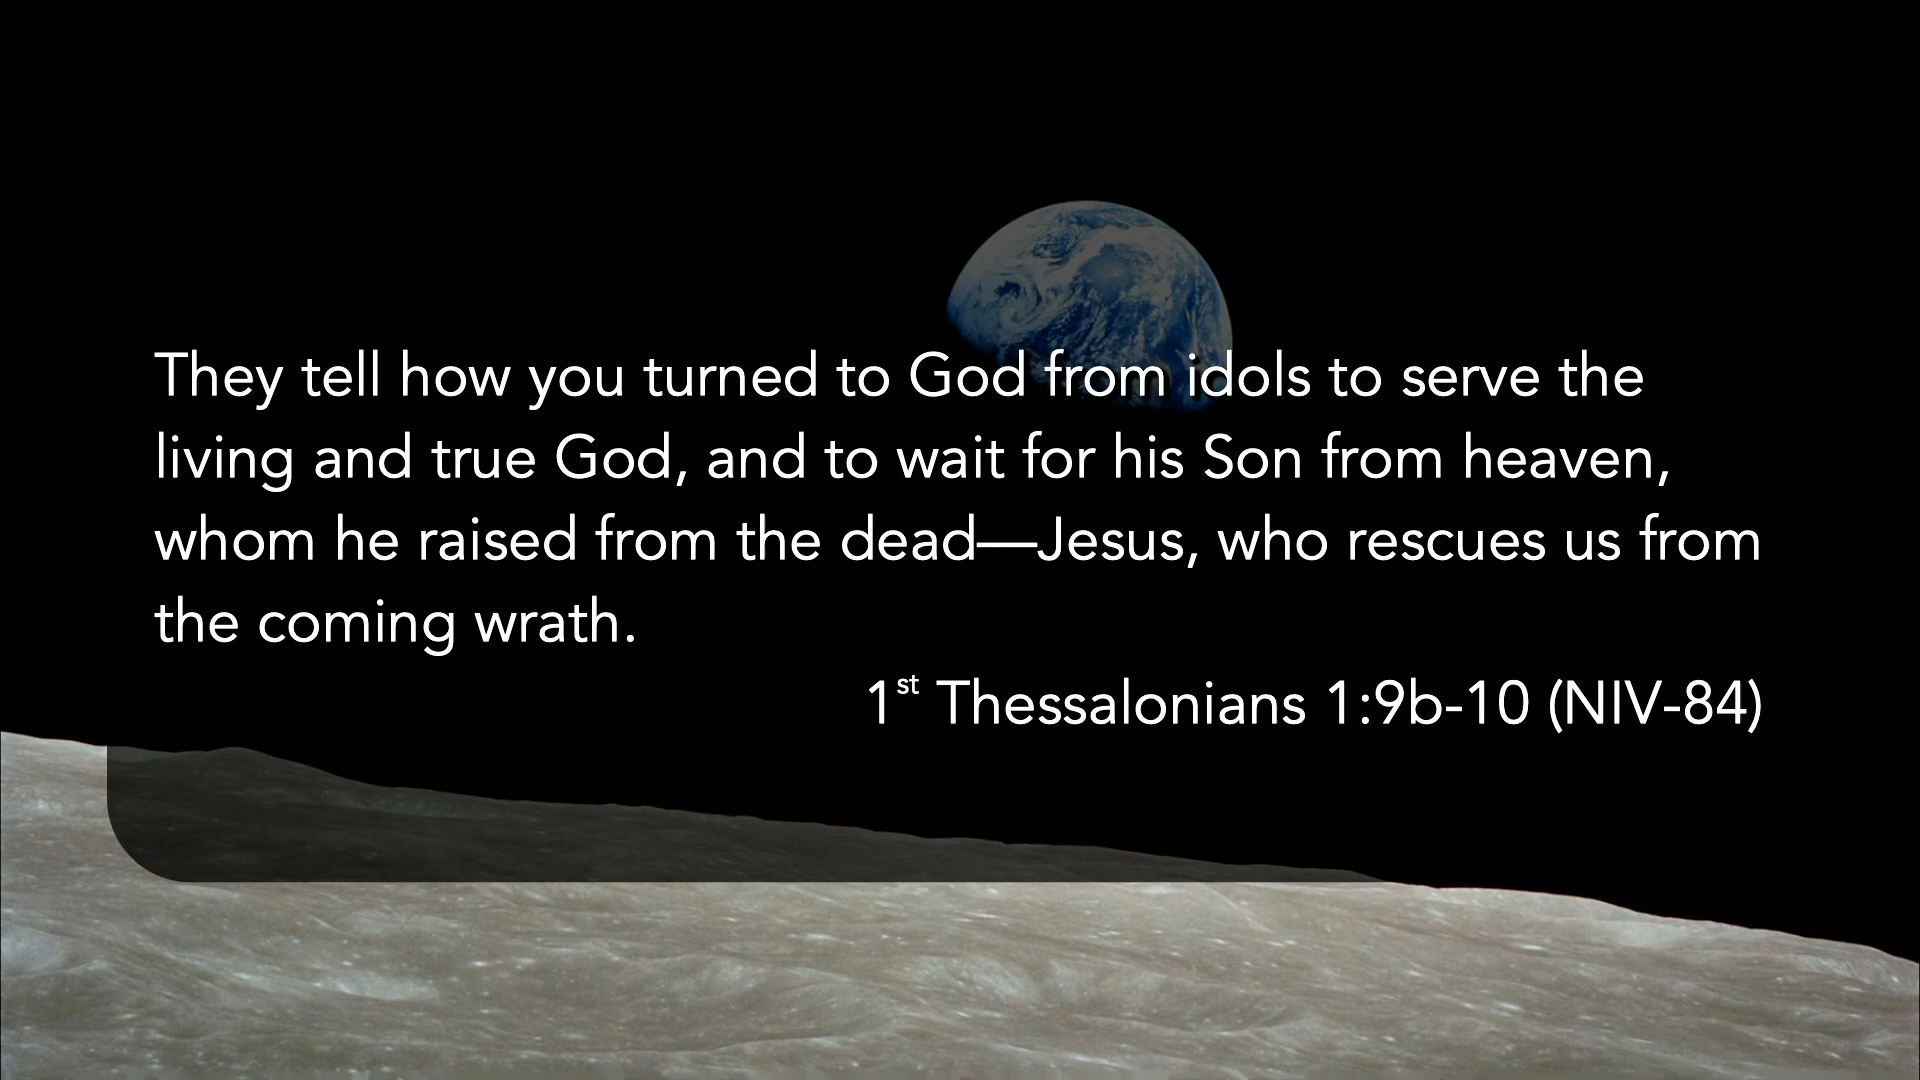 They tell how you turned to God from idols to serve the
living and true God, and to wait for his Son from heaven,
whom he raised from the dead—Jesus, who rescues us from
the coming wrath.
1st Thessalonians 1:9b-10 (NIV-84)